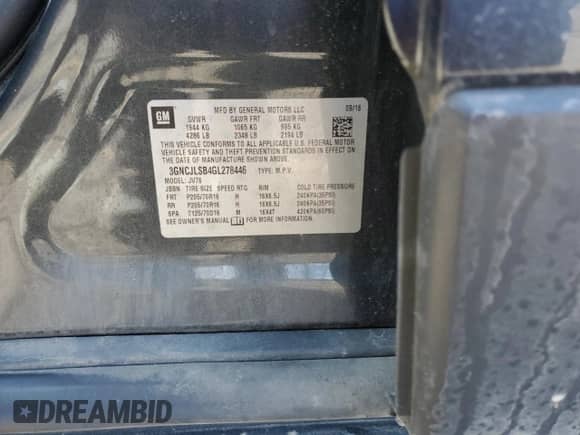 GM
MFD BY GENERAL MOTORS LLC 09/16
GVWR GAWR FRT GAWR RR
1944 KG 1065 KG 995 KG
4286 LB 2348 LB 2194 LB
THIS VEHICLE CONFORMS TO ALL APPLICABLE U.S. FEDERAL MOTOR
VEHICLE SAFETY AND THEFT PREVENTION STANDARDS IN EFFECT ON
THE DATE OF MANUFACTURE SHOWN ABOVE.
3GNCJLSB4GL278446 TYPE: M.P.V.
MODEL: JV76
JBBN TIRE SIZE SPEED RTG RIM COLD TIRE PRESSURE
FRT P205/70R16 H 16X6.5J 240KPA(35PSI)
RR P205/70R16 H 16X6.5J 240KPA(35PSI)
SPA T125/70D16 M 16X4T 420KPA(60PSI)
SEE OWNER'S MANUAL FOR MORE INFORMATION.
DREAMBID